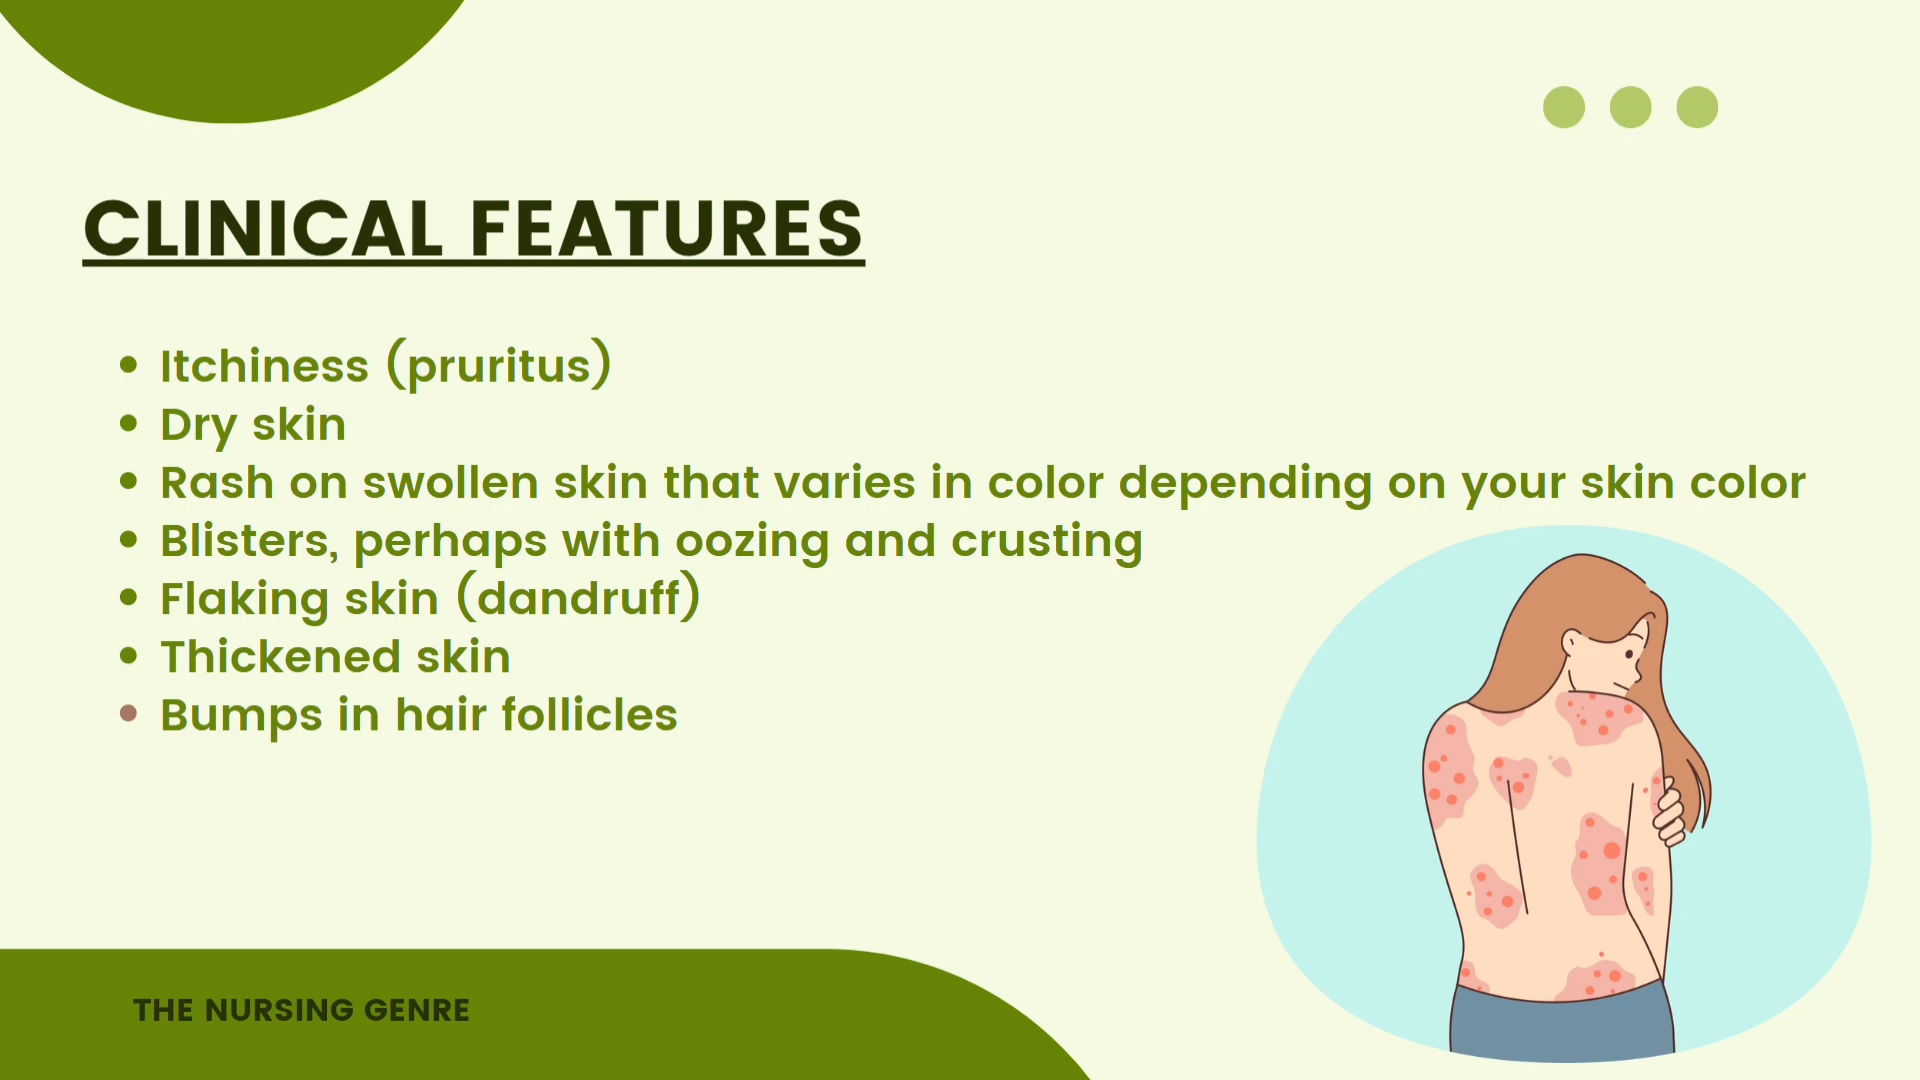 CLINICAL FEATURES
• Itchiness (pruritus)
• Dry skin
• Rash on swollen skin that varies in color depending on your skin color
• Blisters, perhaps with oozing and crusting
• Flaking skin (dandruff)
• Thickened skin
• Bumps in hair follicles
THE NURSING GENRE